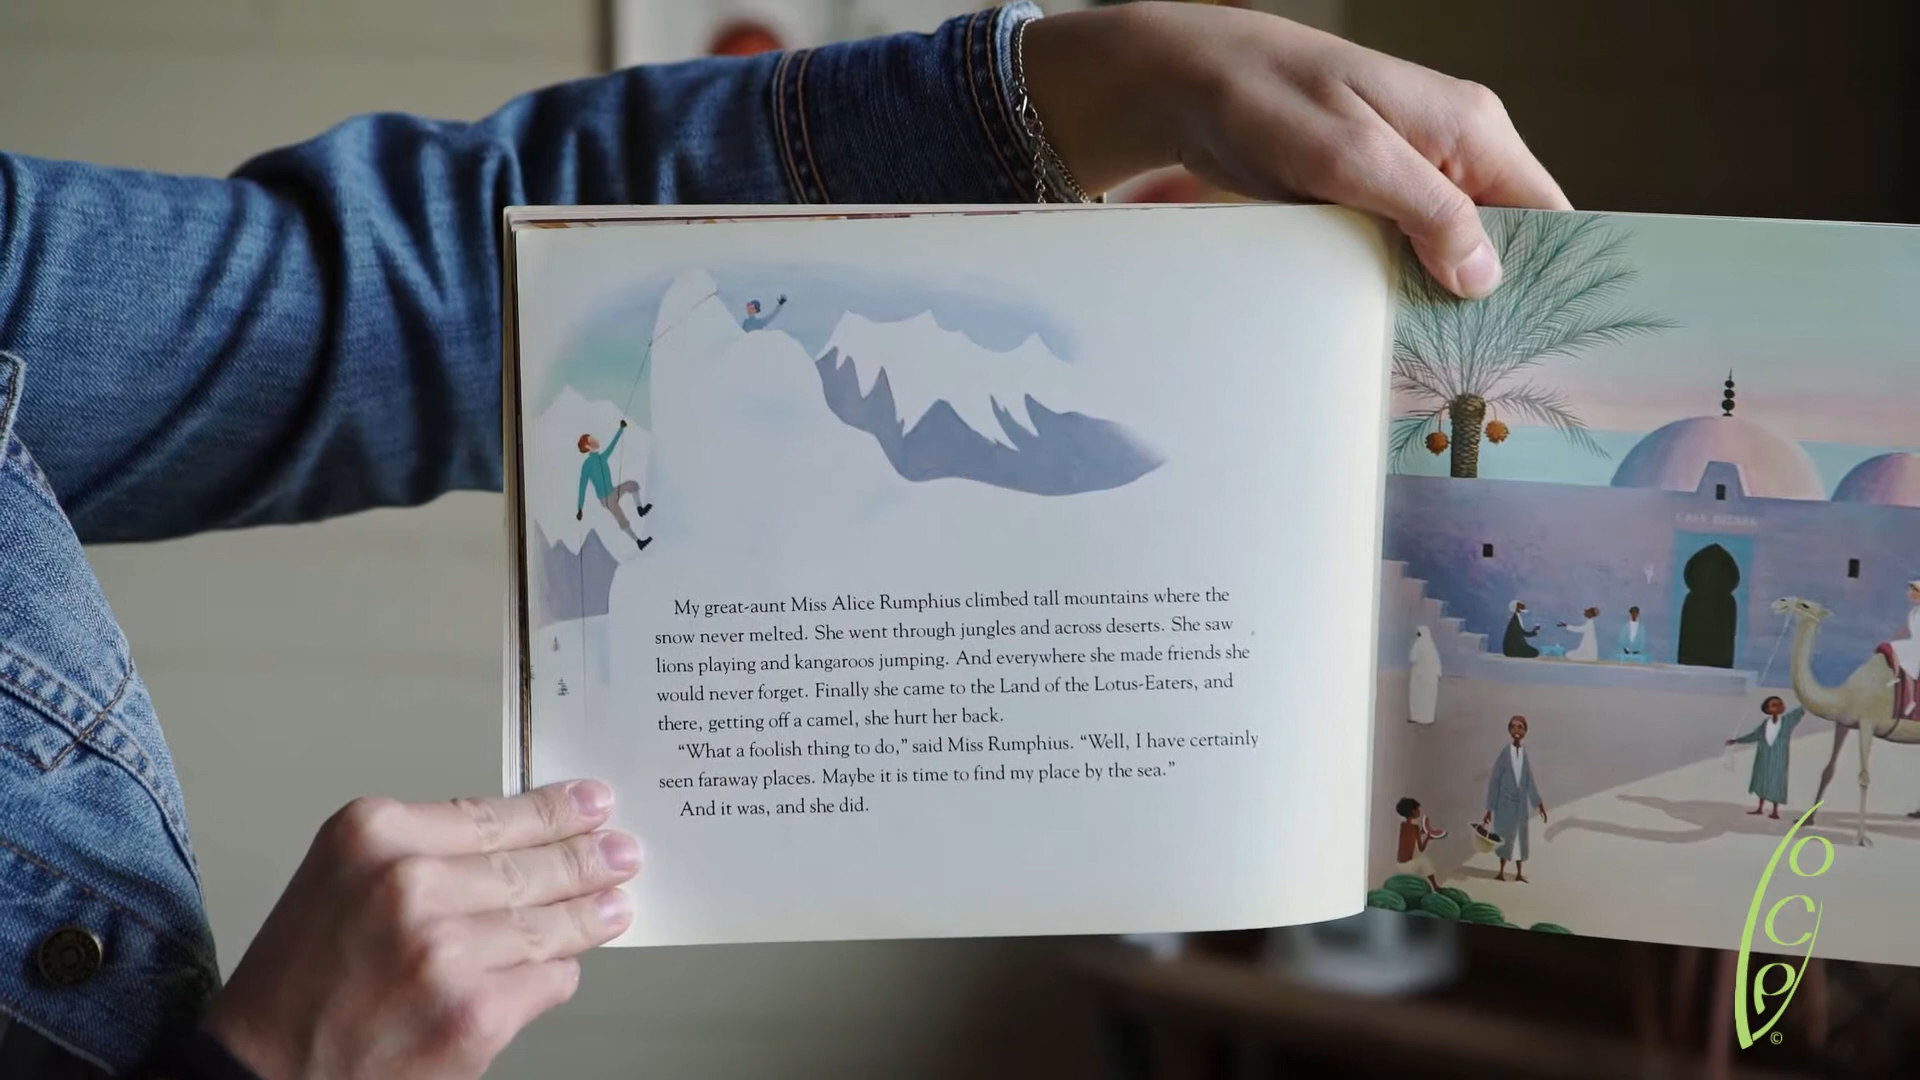 My great-aunt Miss Alice Rumphius climbed tall mountains where the
snow never melted. She went through jungles and across deserts. She saw
lions playing and kangaroos jumping. And everywhere she made friends she
would never forget. Finally she came to the Land of the Lotus-Eaters, and
there, getting off a camel, she hurt her back.
“What a foolish thing to do,” said Miss Rumphius. “Well, I have certainly
seen faraway places. Maybe it is time to find my place by the sea.”
And it was, and she did.
OCP
©